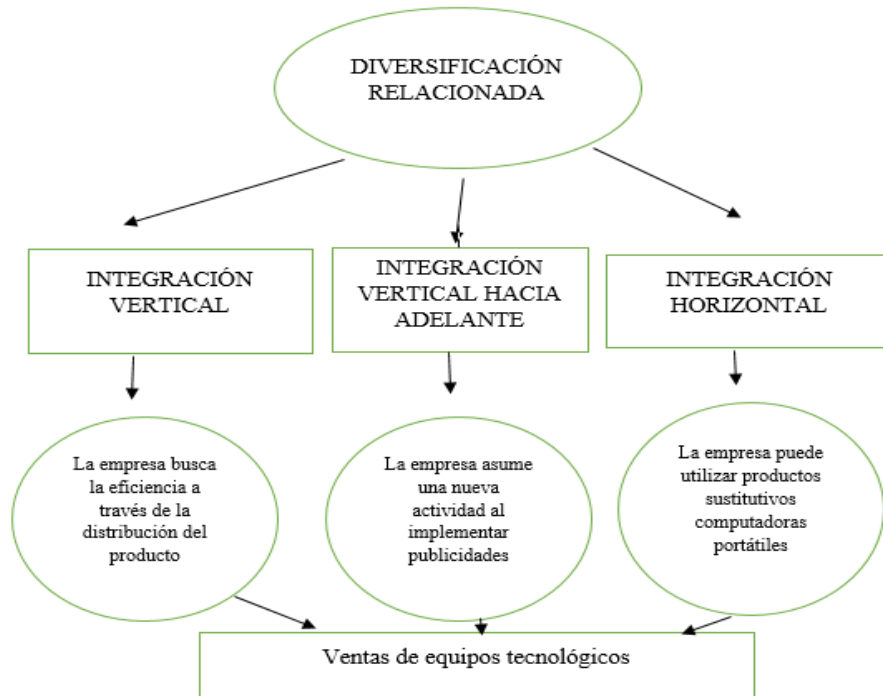 DIVERSIFICACIÓN
RELACIONADA
INTEGRACIÓN
VERTICAL
INTEGRACIÓN
VERTICAL HACIA
ADELANTE
INTEGRACIÓN
HORIZONTAL
La empresa busca
la eficiencia a
través de la
distribución del
producto
La empresa asume
una nueva
actividad al
implementar
publicidades
La empresa puede
utilizar productos
sustitutivos
computadoras
portátiles
Ventas de equipos tecnológicos